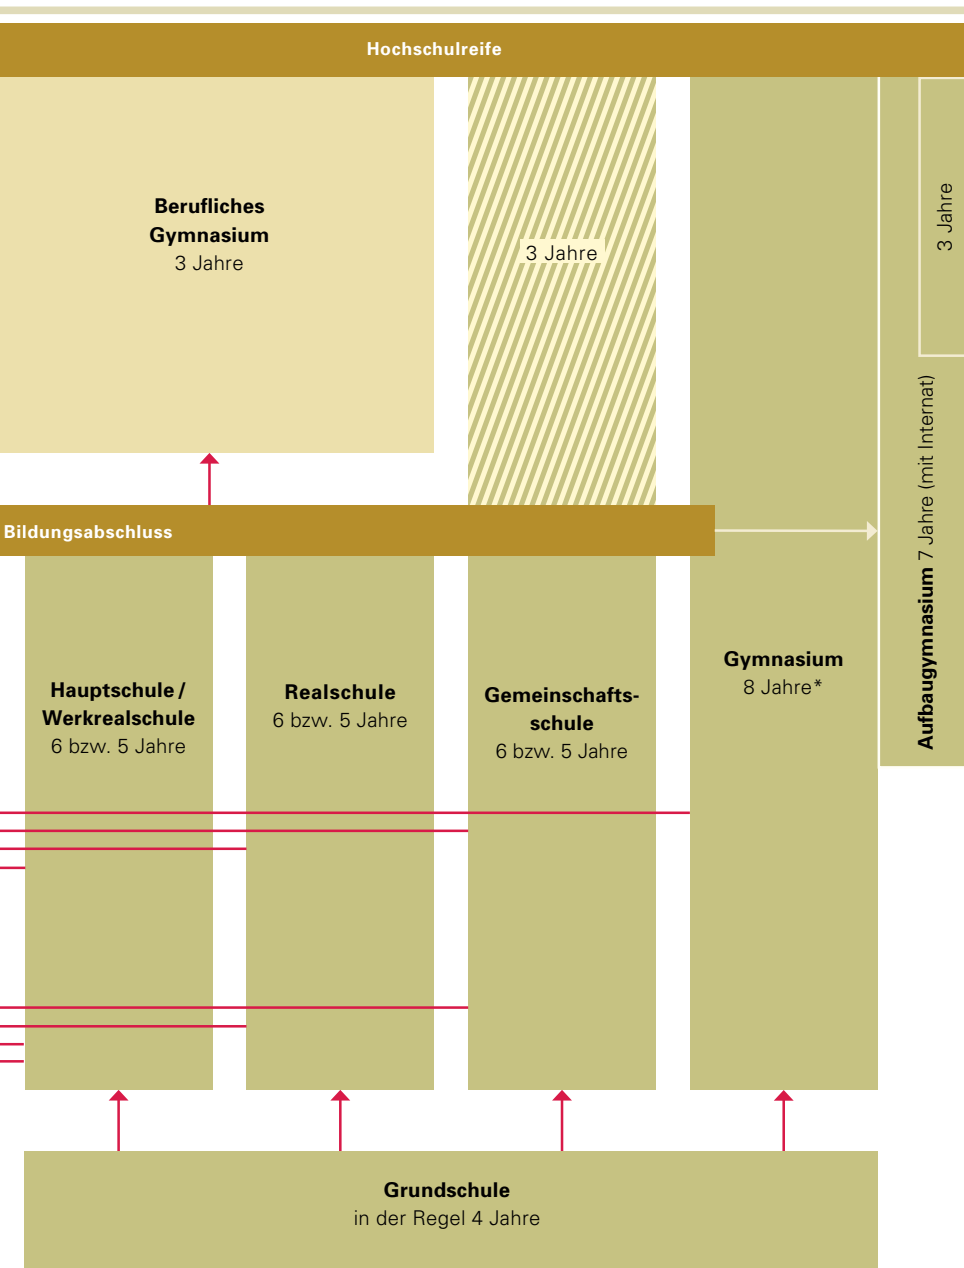 Hochschulreife
Berufliches
Gymnasium
3 Jahre
3 Jahre
3 Jahre
Bildungsabschluss
Aufbaugymnasium 7 Jahre (mit Internat)
Hauptschule /
Werkrealschule
6 bzw. 5 Jahre
Realschule
6 bzw. 5 Jahre
Gemeinschafts-
schule
6 bzw. 5 Jahre
Gymnasium
8 Jahre*
Grundschule
in der Regel 4 Jahre